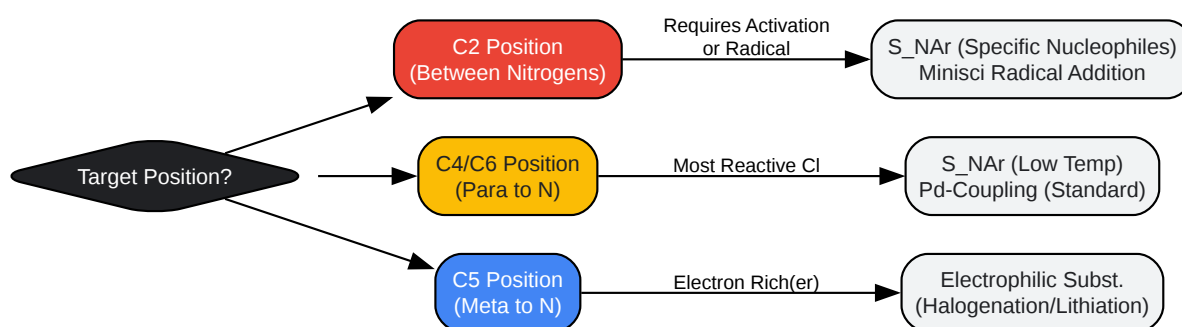 Target Position?
C2 Position
(Between Nitrogens)
Requires Activation
or Radical
S_NAr (Specific Nucleophiles)
Minisci Radical Addition
C4/C6 Position
(Para to N)
Most Reactive Cl
S_NAr (Low Temp)
Pd-Coupling (Standard)
C5 Position
(Meta to N)
Electron Rich(er)
Electrophilic Subst.
(Halogenation/Lithiation)